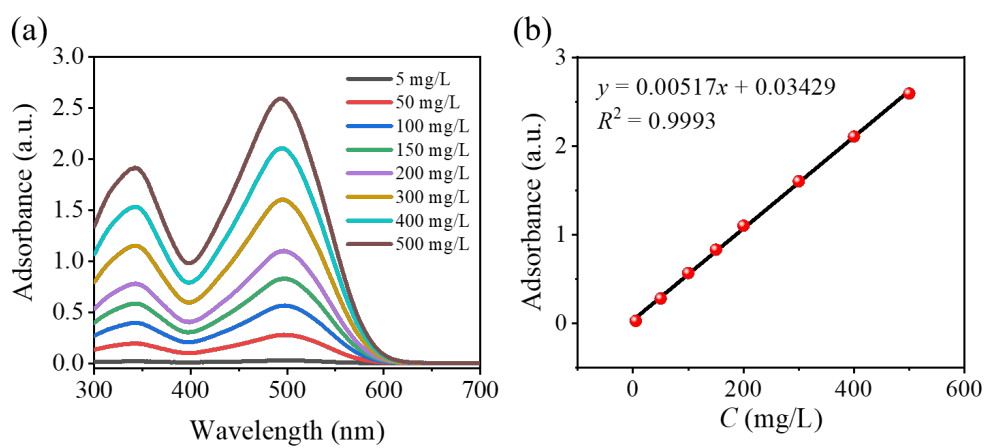 (a)
(b)
3.0
2.5
2.0
1.5
1.0
0.5
0.0
Adsorbance (a.u.)
5 mg/L
50 mg/L
100 mg/L
150 mg/L
200 mg/L
300 mg/L
400 mg/L
500 mg/L
300 400 500 600 700
Wavelength (nm)
3
2
1
0
Adsorbance (a.u.)
y = 0.00517x + 0.03429
R² = 0.9993
0 200 400 600
C (mg/L)